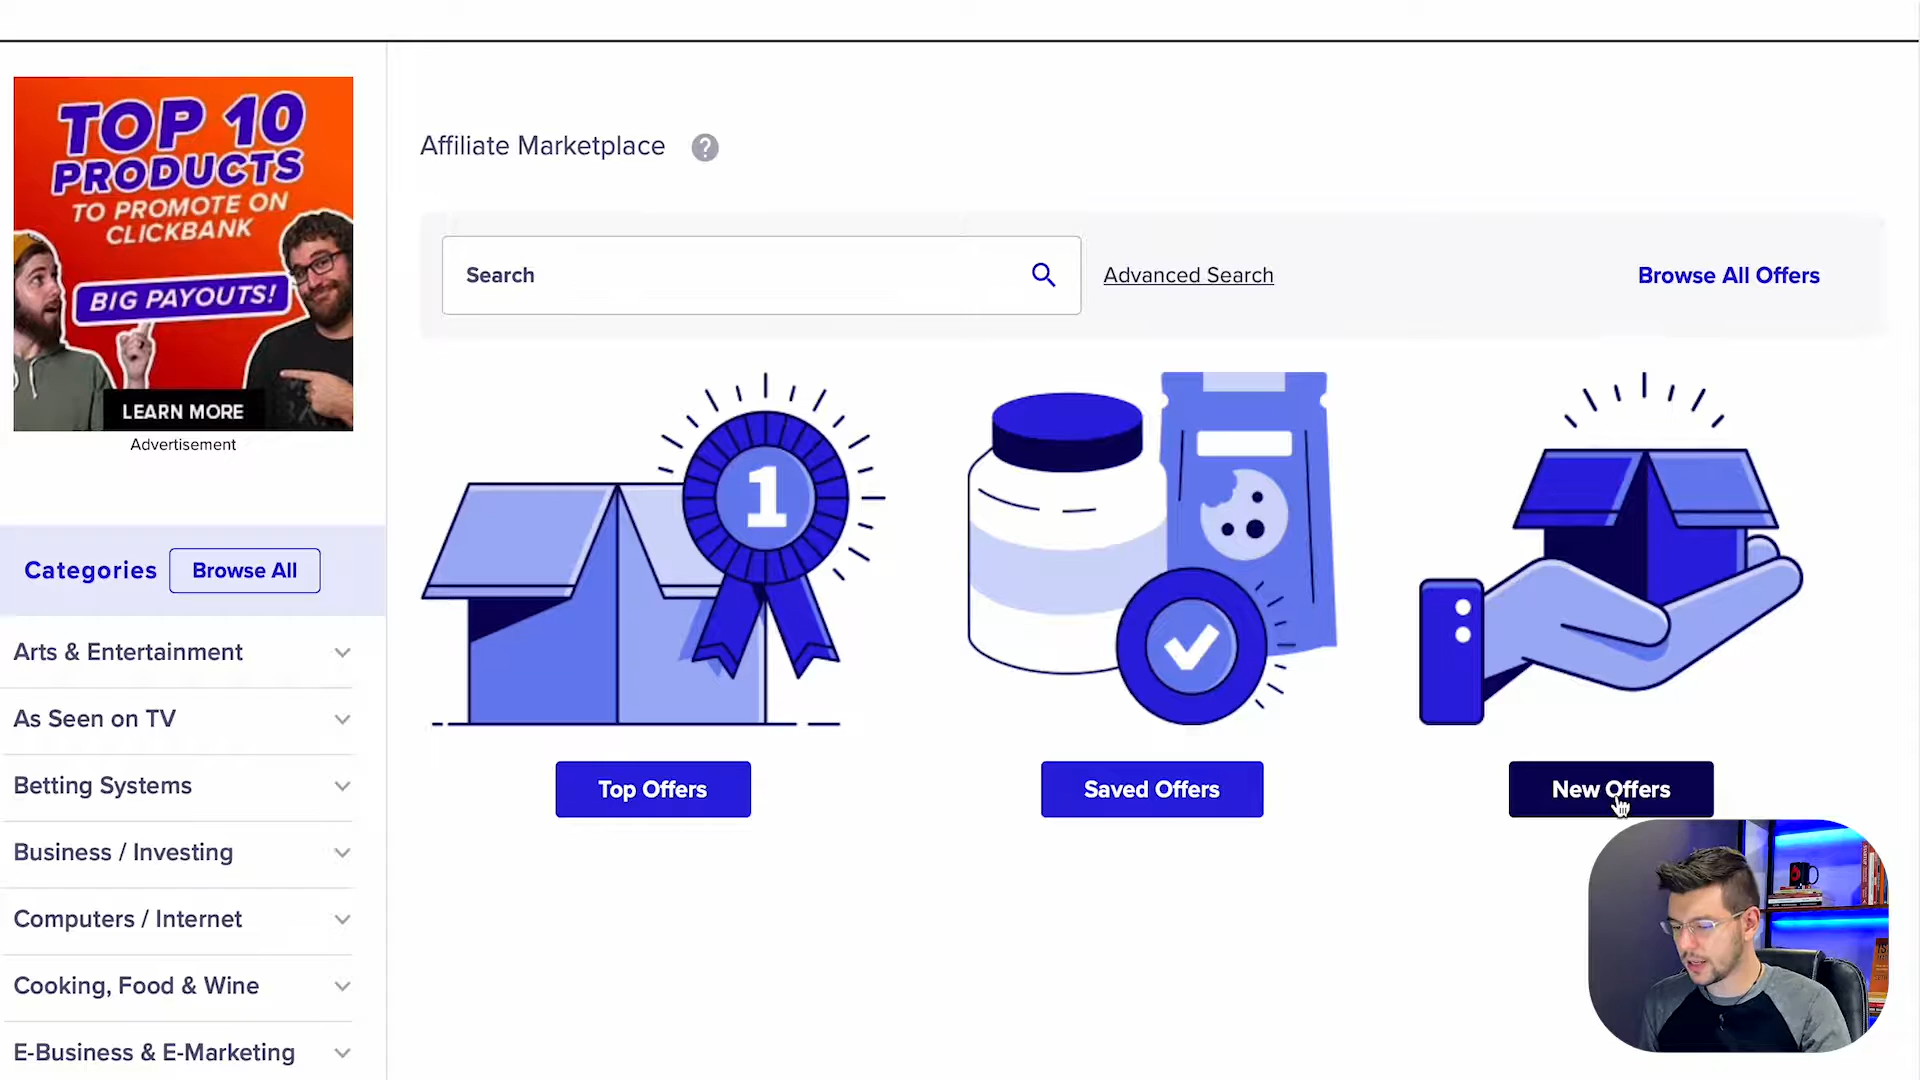 TOP 10
PRODUCTS
TO PROMOTE ON
CLICKBANK
BIG PAYOUTS!
LEARN MORE
Advertisement
Categories
Browse All
Arts & Entertainment
As Seen on TV
Betting Systems
Business / Investing
Computers / Internet
Cooking, Food & Wine
E-Business & E-Marketing
Affiliate Marketplace ?
Search
Advanced Search
Browse All Offers
1
Top Offers
Saved Offers
New Offers